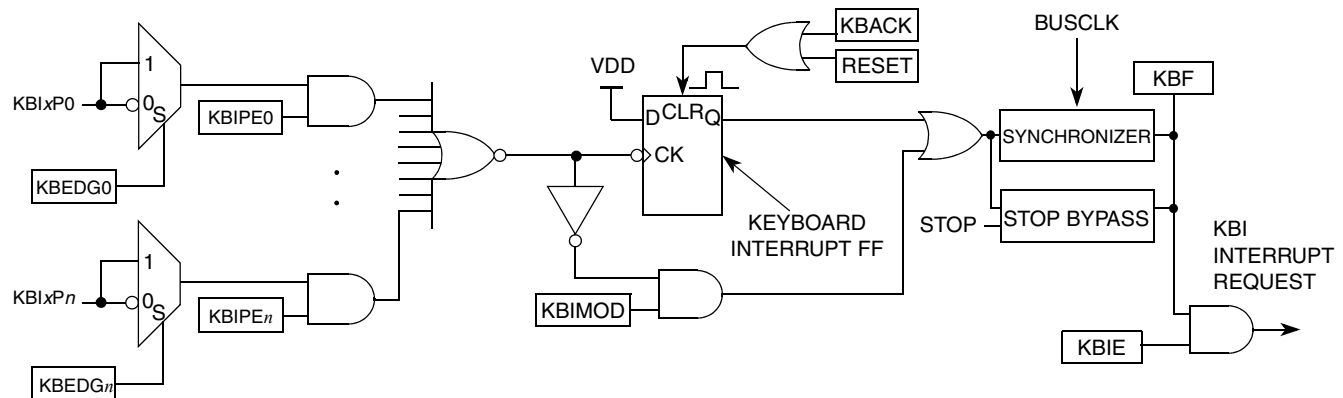 KBIxP0
1
0
S
KBEDG0
KBIPE0
KBIxPn
1
0
S
KBEDGn
KBIPEn
VDD
D
CLR
Q
CK
KBACK
RESET
KEYBOARD
INTERRUPT FF
KBIMOD
BUSCLK
SYNCHRONIZER
STOP
STOP BYPASS
KBF
KBI
INTERRUPT
REQUEST
KBIE